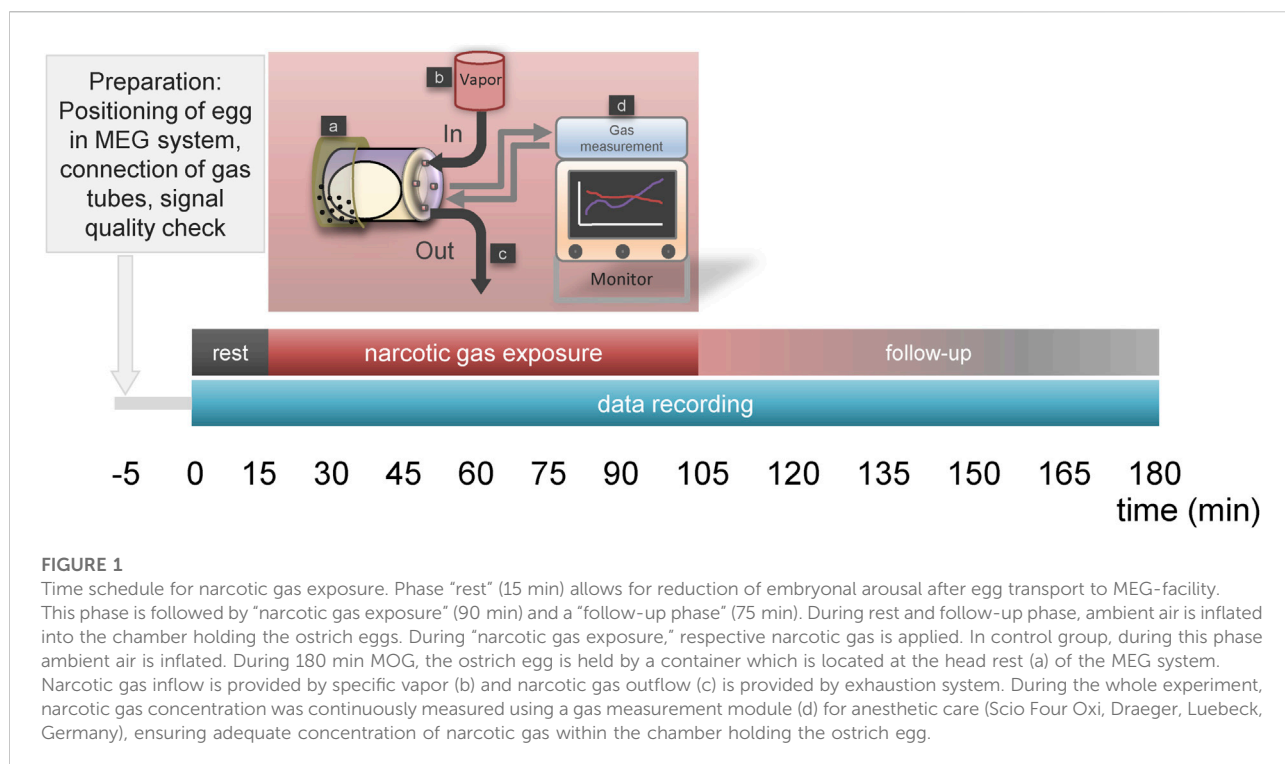 Preparation:
Positioning of egg
in MEG system,
connection of gas
tubes, signal
quality check
b
Vapor
a
In
d
Gas
measurement
Out
c
Monitor
rest
narcotic gas exposure
follow-up
data recording
-5 0 15 30 45 60 75 90 105 120 135 150 165 180
time (min)
FIGURE 1
Time schedule for narcotic gas exposure. Phase “rest” (15 min) allows for reduction of embryonal arousal after egg transport to MEG-facility.
This phase is followed by “narcotic gas exposure” (90 min) and a “follow-up phase” (75 min). During rest and follow-up phase, ambient air is inflated
into the chamber holding the ostrich eggs. During “narcotic gas exposure,” respective narcotic gas is applied. In control group, during this phase
ambient air is inflated. During 180 min MOG, the ostrich egg is held by a container which is located at the head rest (a) of the MEG system.
Narcotic gas inflow is provided by specific vapor (b) and narcotic gas outflow (c) is provided by exhaustion system. During the whole experiment,
narcotic gas concentration was continuously measured using a gas measurement module (d) for anesthetic care (Scio Four Oxi, Draeger, Luebeck,
Germany), ensuring adequate concentration of narcotic gas within the chamber holding the ostrich egg.